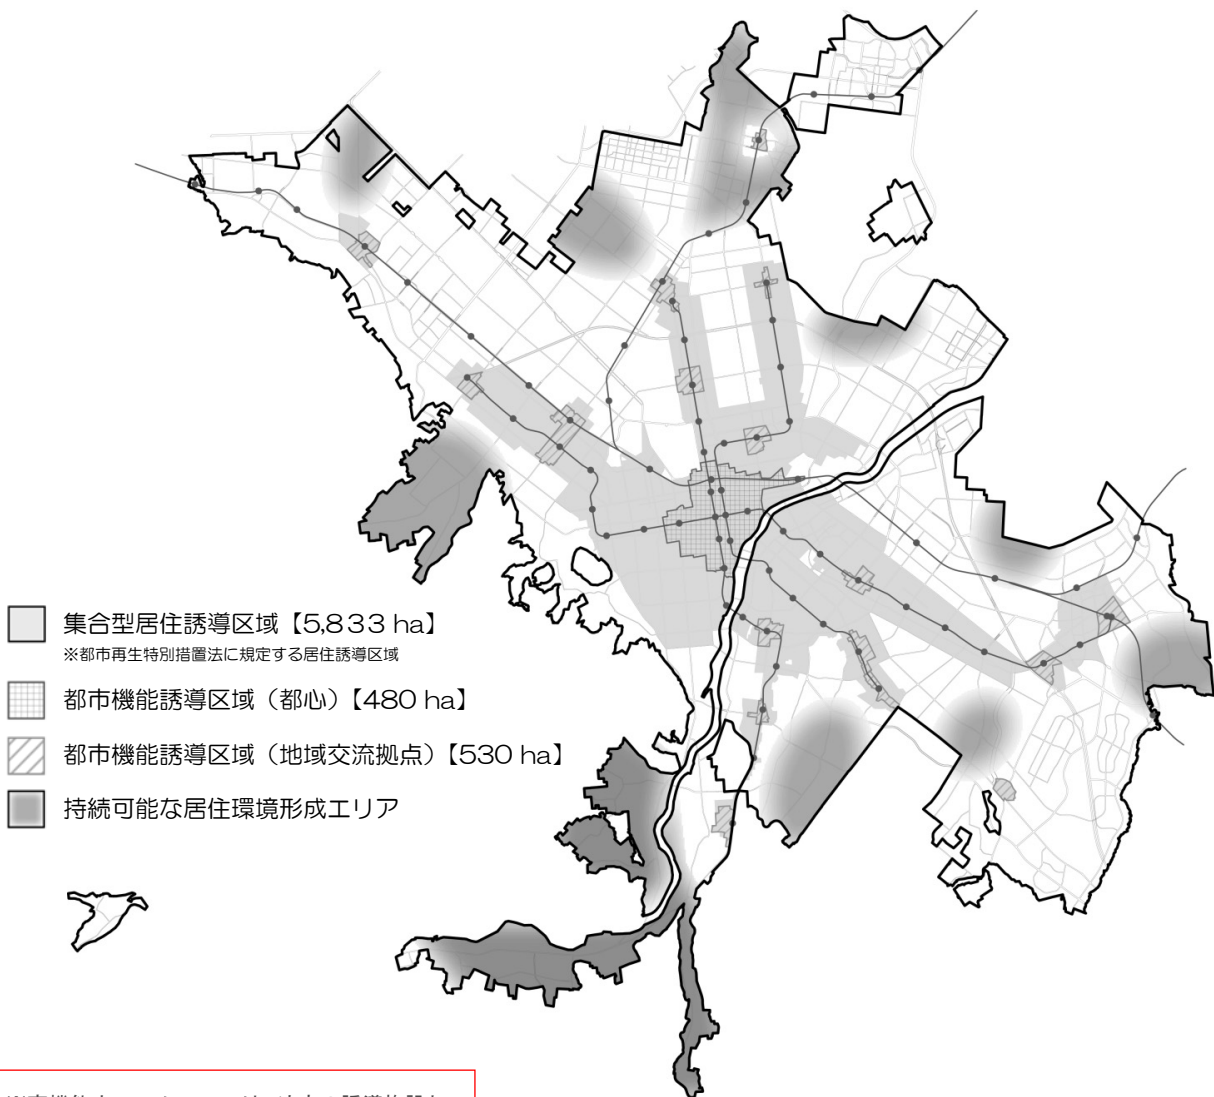 集合型居住誘導区域【5,833 ha】
※都市再生特別措置法に規定する居住誘導区域
都市機能誘導区域（都心）【480 ha】
都市機能誘導区域（地域交流拠点）【530 ha】
持続可能な居住環境形成エリア